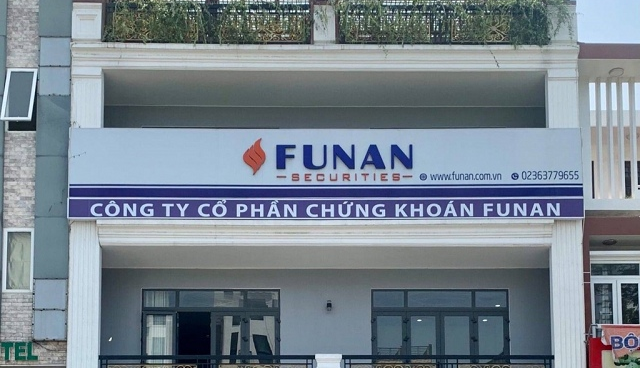 FUNAN
SECURITIES
www.funan.com.vn 02363779655
CÔNG TY CỔ PHẦN CHỨNG KHOÁN FUNAN
TEL
BÔ